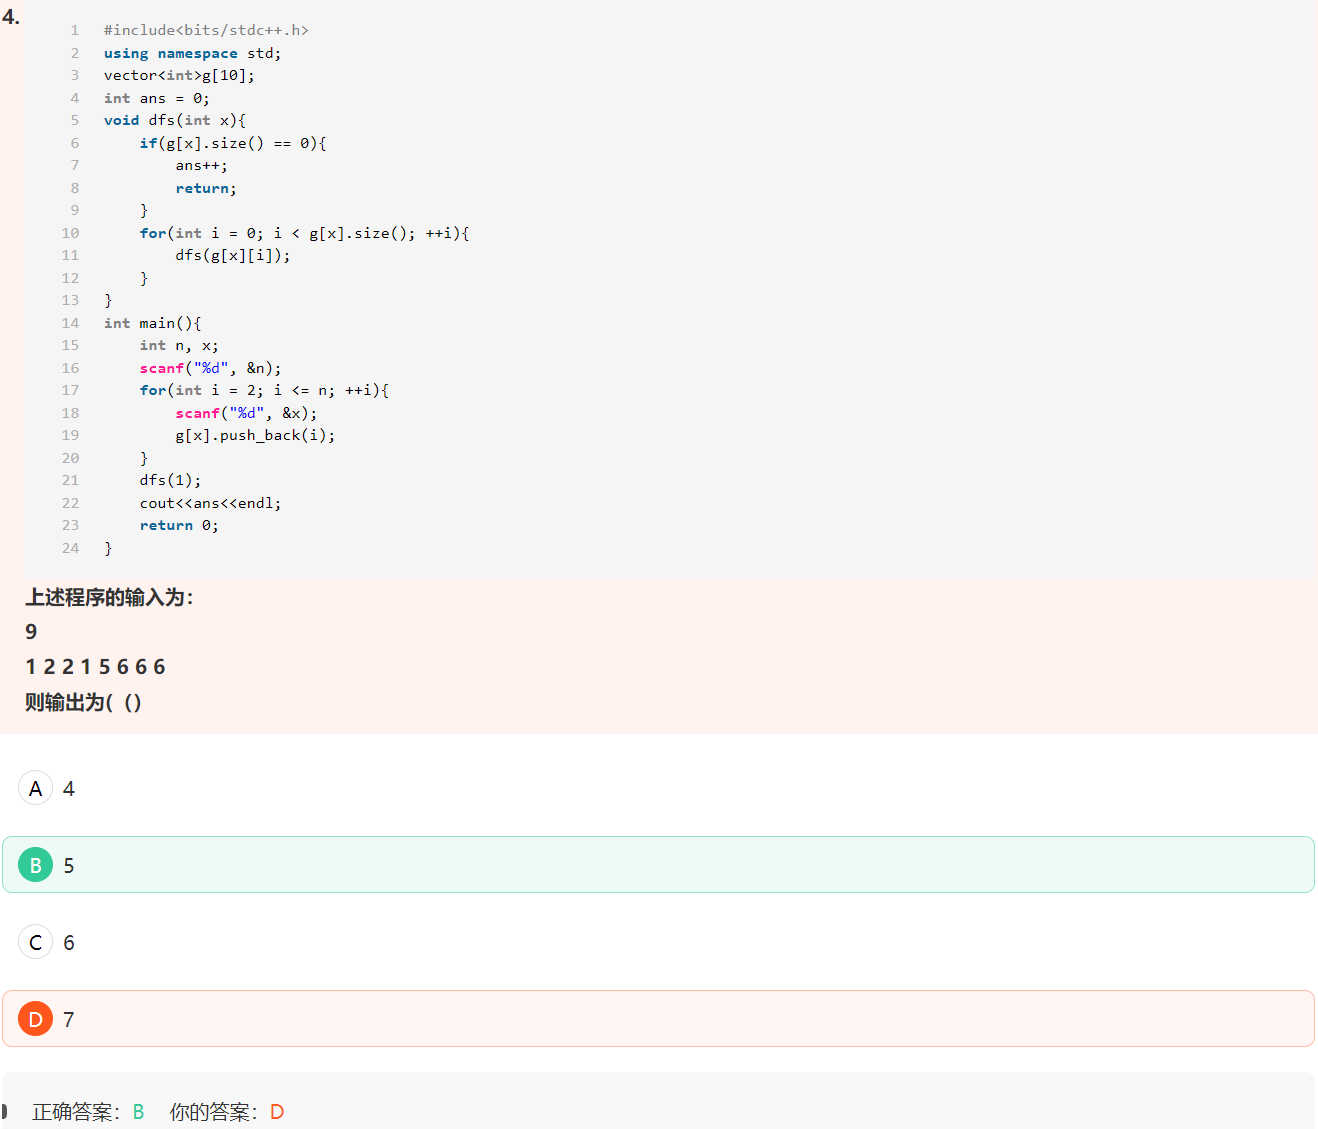 4.
1 #include<bits/stdc++.h>
2 using namespace std;
3 vector<int>g[10];
4 int ans = 0;
5 void dfs(int x){
6     if(g[x].size() == 0){
7         ans++;
8         return;
9     }
10     for(int i = 0; i < g[x].size(); ++i){
11         dfs(g[x][i]);
12     }
13 }
14 int main(){
15     int n, x;
16     scanf("%d", &n);
17     for(int i = 2; i <= n; ++i){
18         scanf("%d", &x);
19         g[x].push_back(i);
20     }
21     dfs(1);
22     cout<<ans<<endl;
23     return 0;
24 }
上述程序的输入为：
9
1 2 2 1 5 6 6 6
则输出为(（）
A 4
B 5
C 6
D 7
正确答案： B 你的答案： D